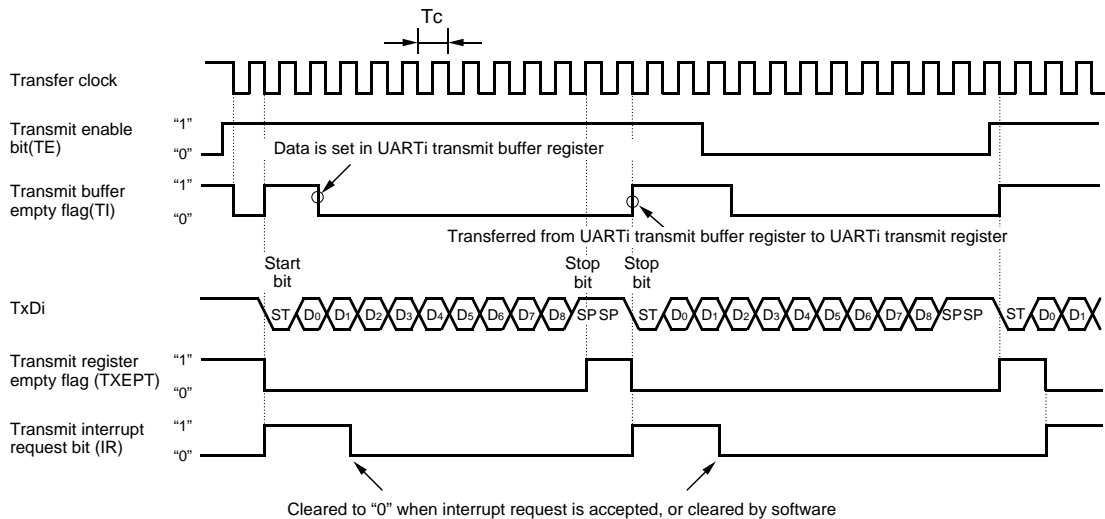 Tc
Transfer clock
Transmit enable
bit(TE)
“1”
“0”
Data is set in UARTi transmit buffer register
Transmit buffer
empty flag(TI)
“1”
“0”
Transferred from UARTi transmit buffer register to UARTi transmit register
Start
bit
Stop
bit
Stop
bit
TxDi
ST D0 D1 D2 D3 D4 D5 D6 D7 D8 SP SP ST D0 D1 D2 D3 D4 D5 D6 D7 D8 SPSP ST D0 D1
Transmit register
empty flag (TXEPT)
“1”
“0”
Transmit interrupt
request bit (IR)
“1”
“0”
Cleared to “0” when interrupt request is accepted, or cleared by software